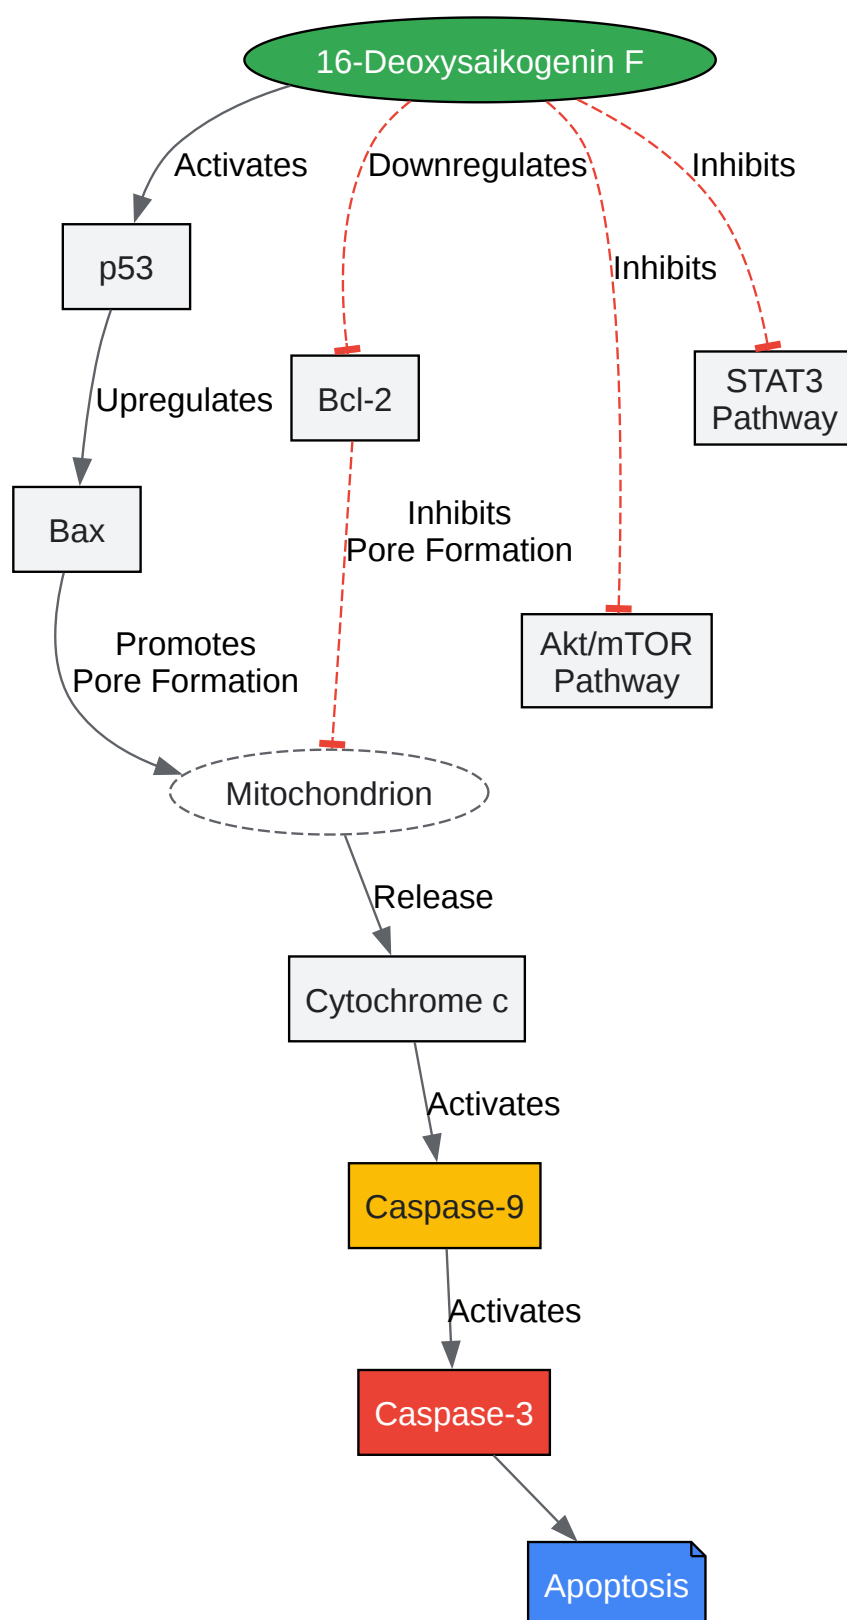 16-Deoxysaikogenin F
Activates
Downregulates
Inhibits
p53
Inhibits
STAT3
Pathway
Upregulates
Bcl-2
Bax
Inhibits
Pore Formation
Promotes
Pore Formation
Akt/mTOR
Pathway
Mitochondrion
Release
Cytochrome c
Activates
Caspase-9
Activates
Caspase-3
Apoptosis